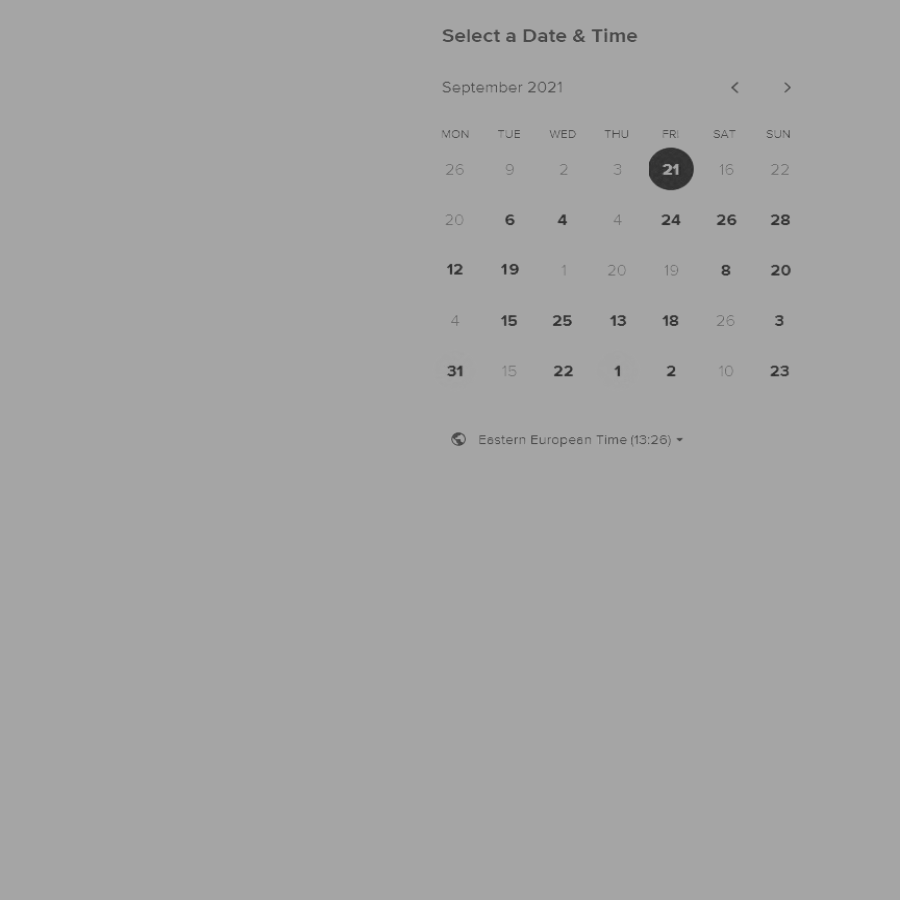 Select a Date & Time
September 2021
MON TUE WED THU FRI SAT SUN
26 9 2 3 21 16 22
20 6 4 4 24 26 28
12 19 1 20 19 8 20
4 15 25 13 18 26 3
31 15 22 1 2 10 23
Eastern European Time (13:26)